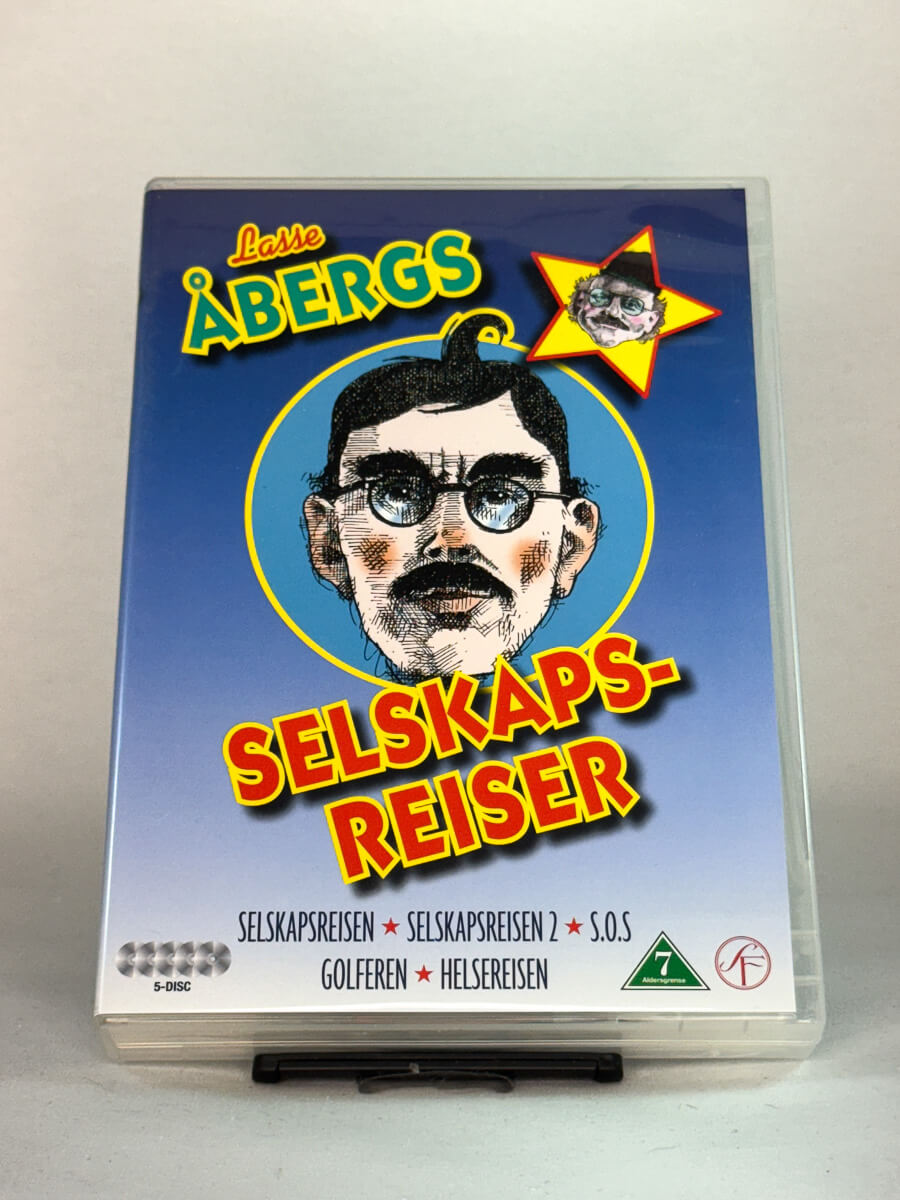 Lasse
ÅBERGS
SELSKAPS-
REISER
SELSKAPSREISEN ★ SELSKAPSREISEN 2 ★ S.O.S
GOLFEREN ★ HELSEREISEN
5-DISC
7
Aldersgrense
SF